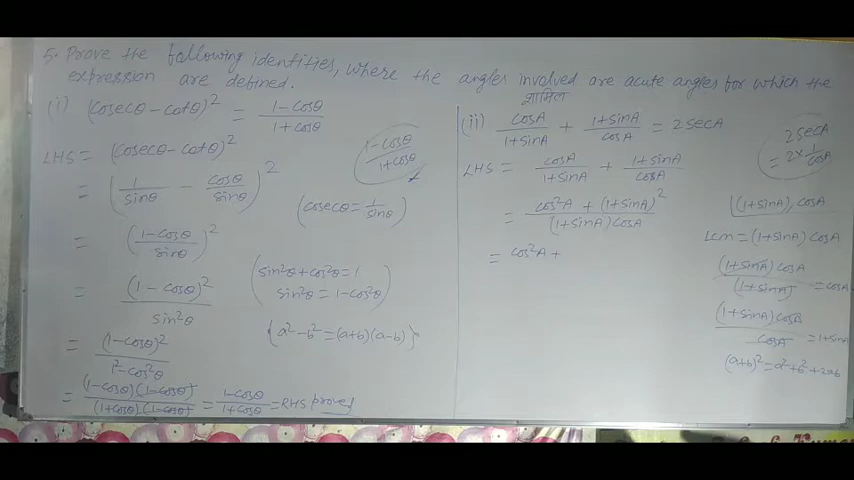 5. Prove the following identities, where the angles involved are acute angles for which the
शामिल
expression are defined.
(i) (cosecθ - cotθ)² = (1-cosθ)/(1+cosθ)
LHS = (cosecθ - cotθ)²
(1-cosθ)/(1+cosθ)
= (1/sinθ - cosθ/sinθ)²
(cosecθ = 1/sinθ)
= ((1-cosθ)/sinθ)²
= (1-cosθ)²/sin²θ
(sin²θ + cos²θ = 1
sin²θ = 1-cos²θ)
{a²-b² = (a+b)(a-b)}
= (1-cosθ)²/(1²-cos²θ)
= (1-cosθ)(1-cosθ)/(1+cosθ)(1-cosθ) = (1-cosθ)/(1+cosθ) = RHS proved
(ii) cosA/(1+sinA) + (1+sinA)/cosA = 2secA
2secA
= 2×1/cosA
LHS = cosA/(1+sinA) + (1+sinA)/cosA
= (cos²A + (1+sinA)²)/((1+sinA)cosA)
= cos²A +
(1+sinA), cosA
Lcm = (1+sinA) cosA
(1+sinA) cosA/(1+sinA) = cosA
(1+sinA) cosA/cosA = 1+sinA
(a+b)² = a²+b²+2ab